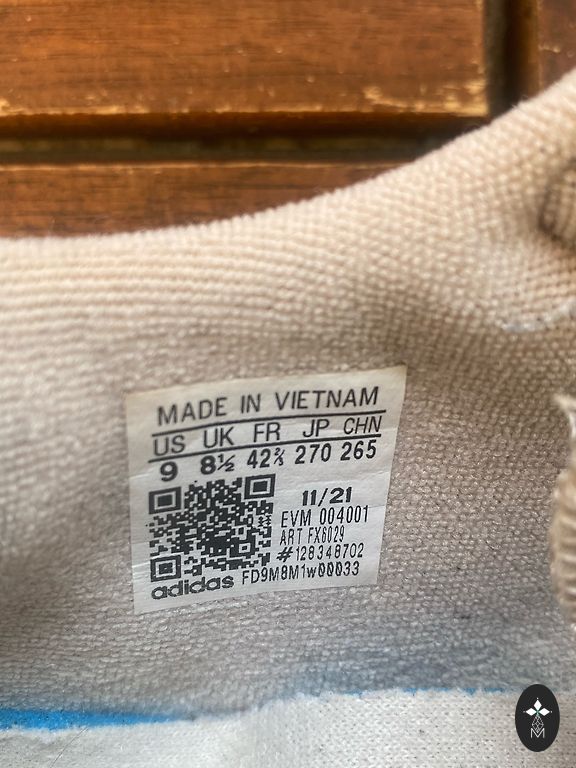 MADE IN VIETNAM
US UK FR JP CHN
9 8½ 42⅔ 270 265
11/21
EVM 004001
ART FX6029
#128348702
adidas FD9M8M1w00033
M